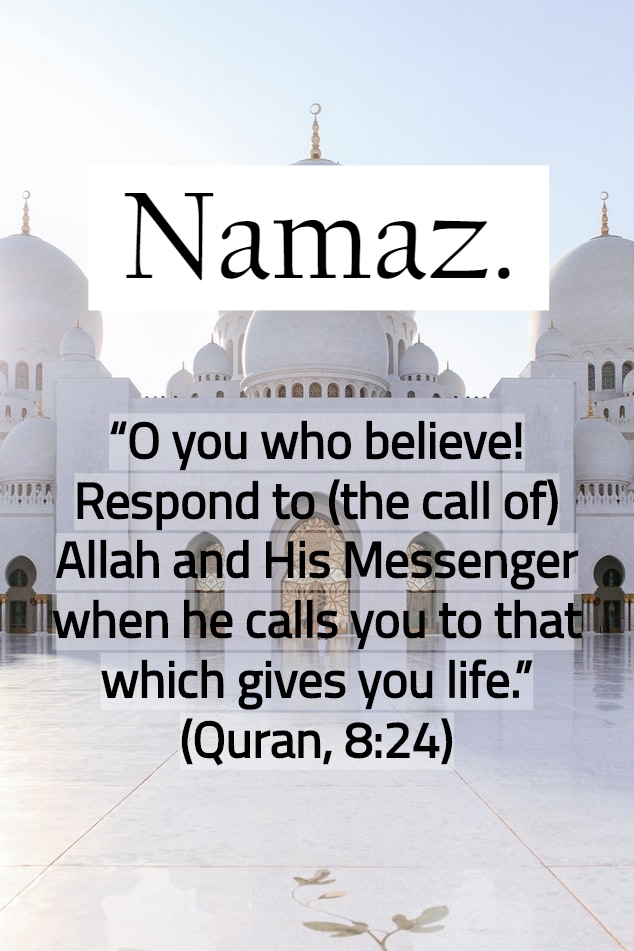 Namaz.
“O you who believe!
Respond to (the call of)
Allah and His Messenger
when he calls you to that
which gives you life.”
(Quran, 8:24)